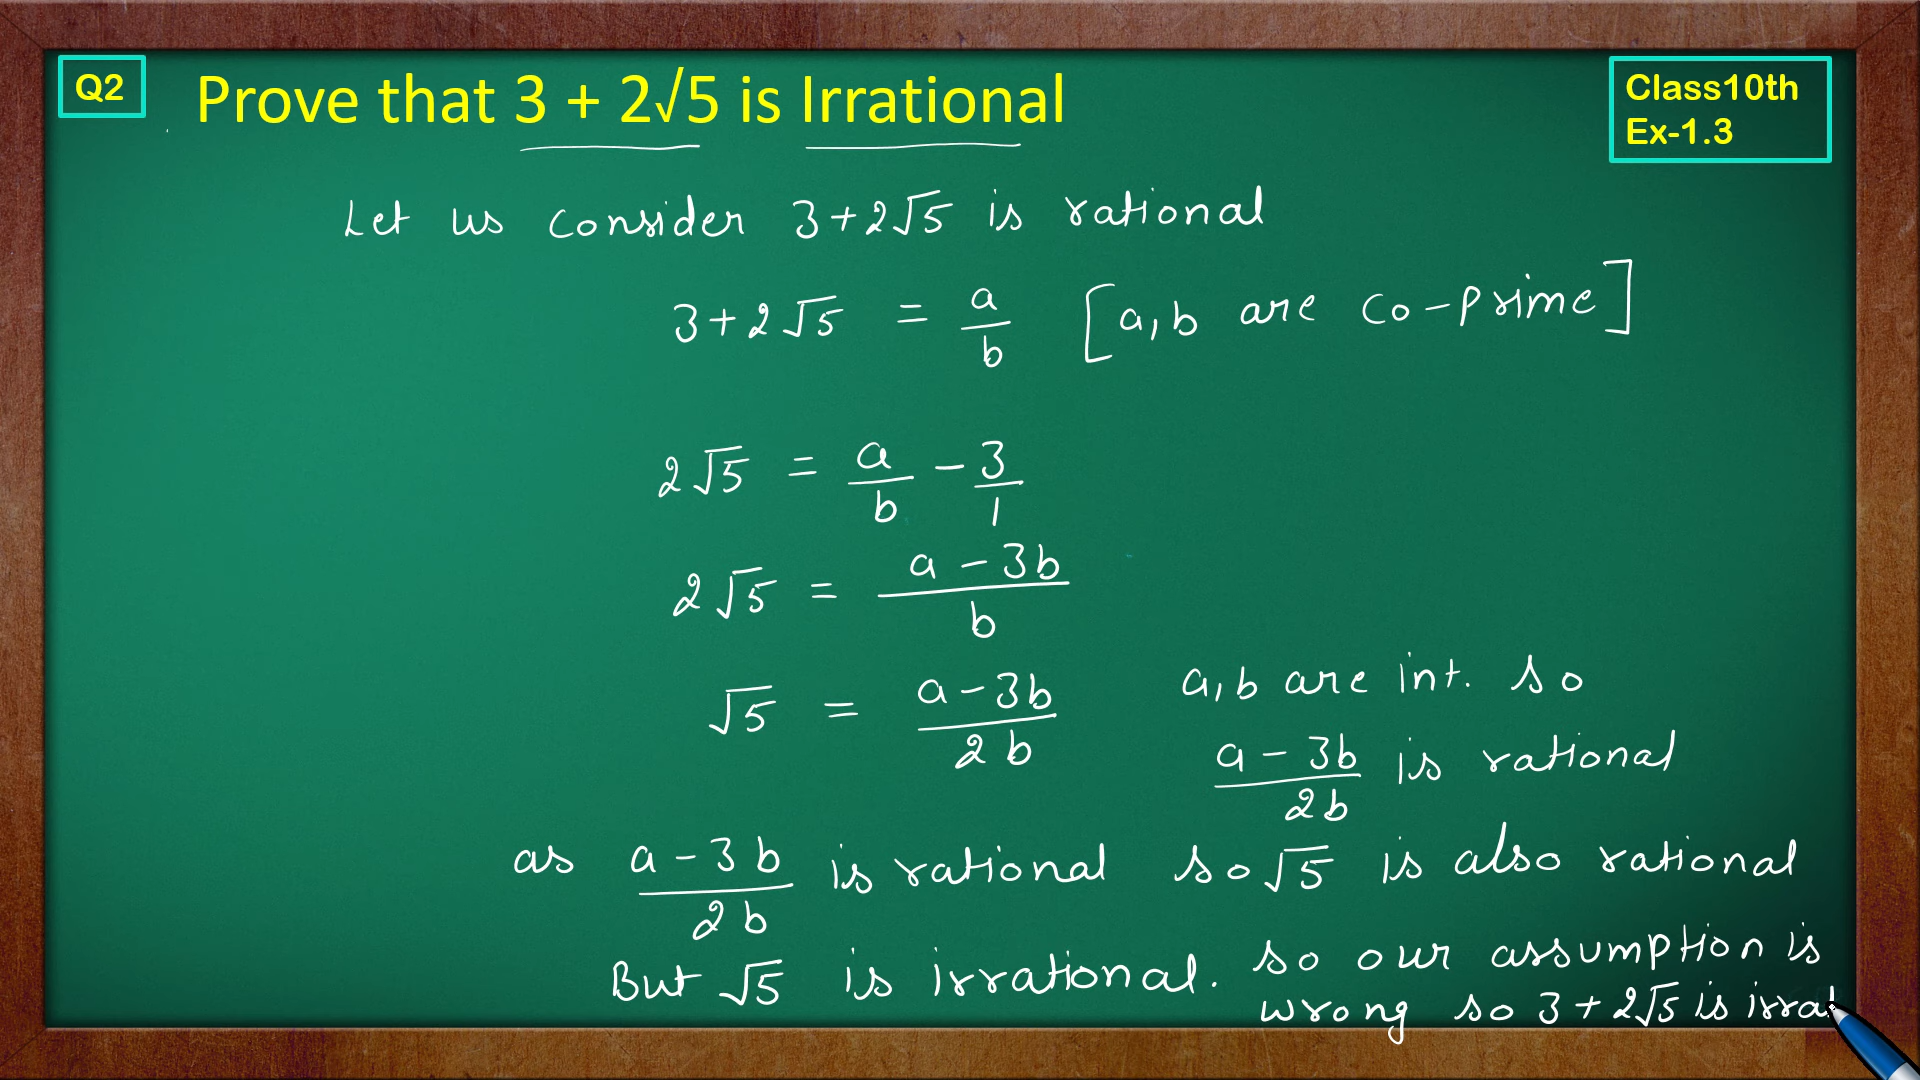 Q2
Prove that 3 + 2√5 is Irrational
Class10th
Ex-1.3
Let us consider 3+2√5 is rational
3+2√5 = a/b [a,b are co-prime]
2√5 = a/b - 3/1
2√5 = a-3b/b
√5 = a-3b/2b
a,b are int. so
a-3b/2b is rational
as a-3b/2b is rational so √5 is also rational
But √5 is irrational. so our assumption is
wrong so 3+2√5 is irrat